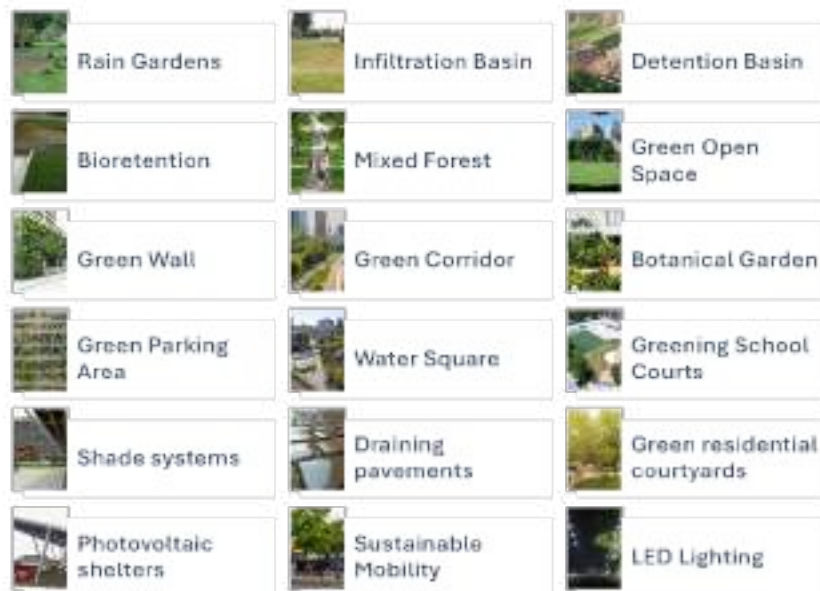 Rain Gardens
Infiltration Basin
Detention Basin
Bioretention
Mixed Forest
Green Open
Space
Green Wall
Green Corridor
Botanical Garden
Green Parking
Area
Water Square
Greening School
Courts
Shade systems
Draining
pavements
Green residential
courtyards
Photovoltaic
shelters
Sustainable
Mobility
LED Lighting